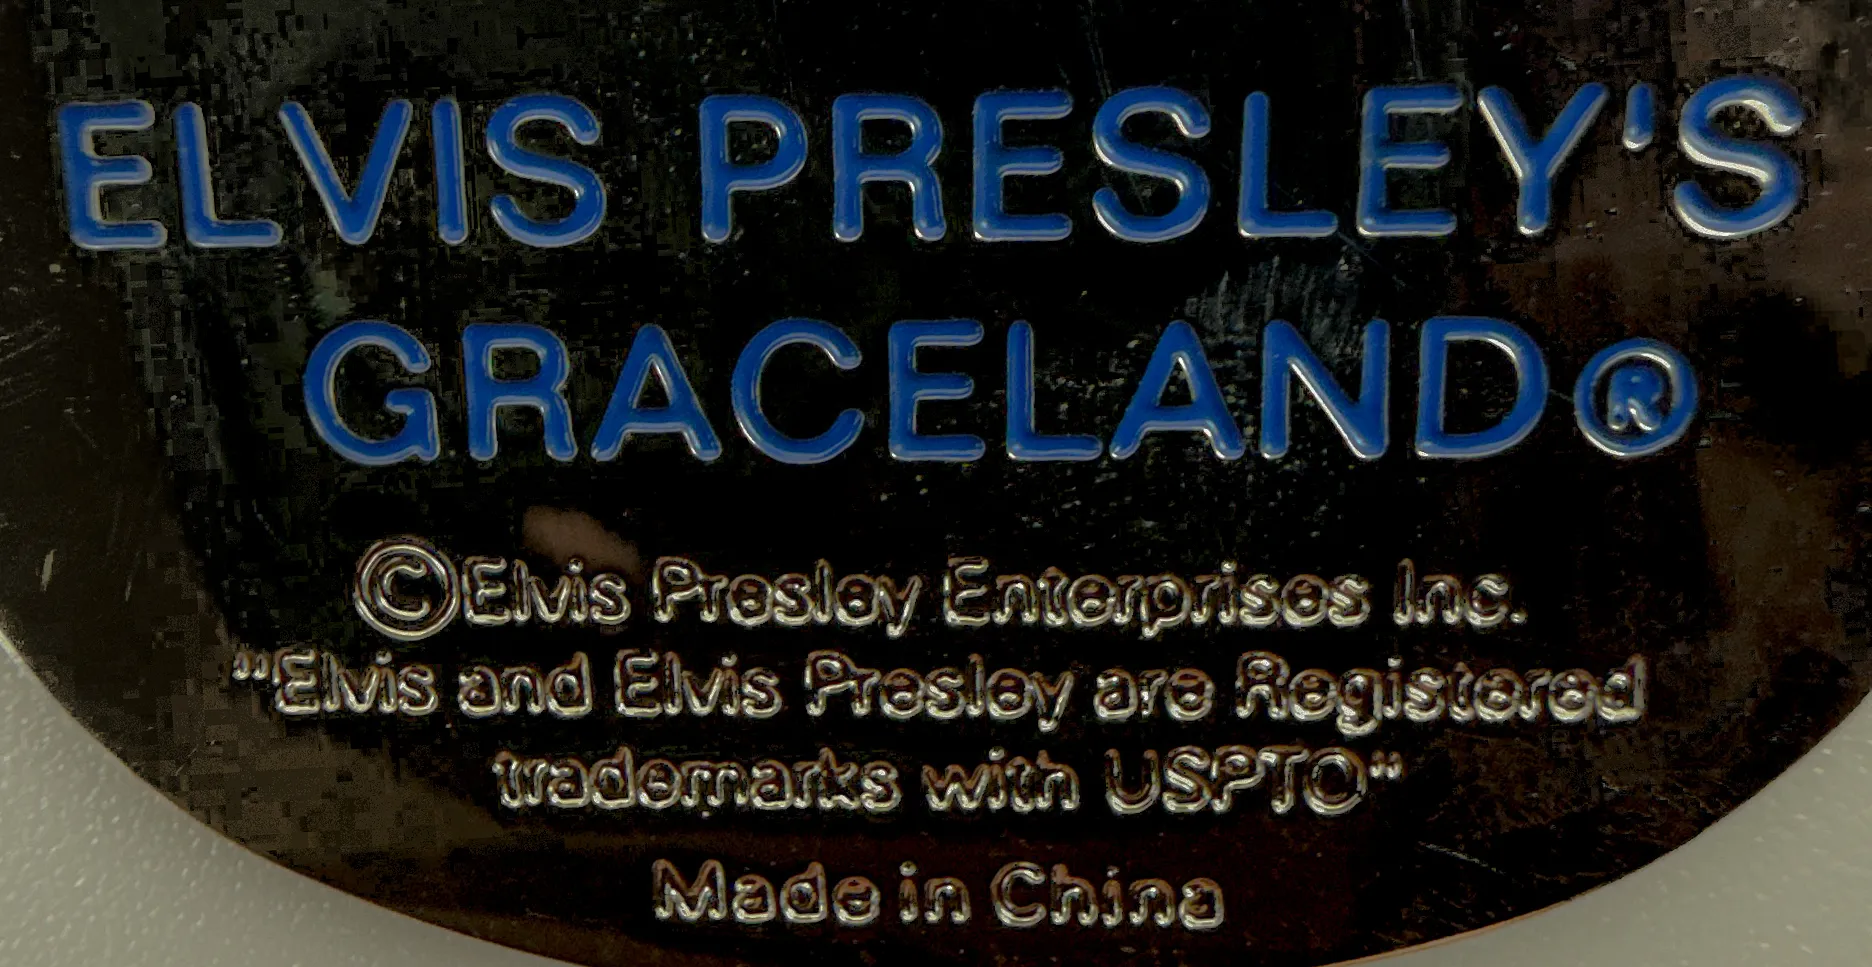 ELVIS PRESLEY'S
GRACELAND®
©Elvis Presley Enterprises Inc.
"Elvis and Elvis Presley are Registered
trademarks with USPTO"
Made in China